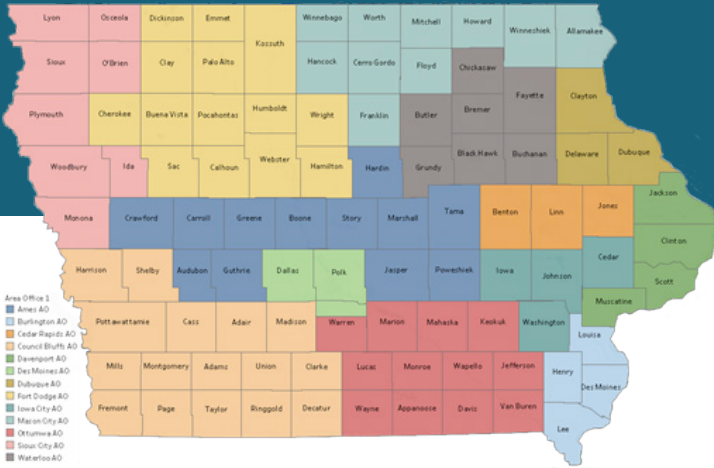 Lyon Osceola Dickinson Emmet Kossuth Winnebago Worth Mitchell Howard Winneshiek Allamakee
Sioux O'Brien Clay Palo Alto Hancock Cerro Gordo Floyd Chickasaw
Plymouth Cherokee Buena Vista Pocahontas Humboldt Wright Franklin Butler Bremer Fayette Clayton
Woodbury Ida Sac Calhoun Webster Hamilton Hardin Grundy Black Hawk Buchanan Delaware Dubuque
Monona Crawford Carroll Greene Boone Story Marshall Tama Benton Linn Jones Jackson
Harrison Shelby Audubon Guthrie Dallas Polk Jasper Poweshiek Iowa Johnson Cedar Clinton
Scott
Muscatine
Pottawattamie Cass Adair Madison Warren Marion Mahaska Keokuk Washington Louisa
Mills Montgomery Adams Union Clarke Lucas Monroe Wapello Jefferson Henry Des Moines
Fremont Page Taylor Ringgold Decatur Wayne Appanoose Davis Van Buren Lee
Area Office 1
Ames AO
Burlington AO
Cedar Rapids AO
Council Bluffs AO
Davenport AO
Des Moines AO
Dubuque AO
Fort Dodge AO
Iowa City AO
Mason City AO
Ottumwa AO
Sioux City AO
Waterloo AO